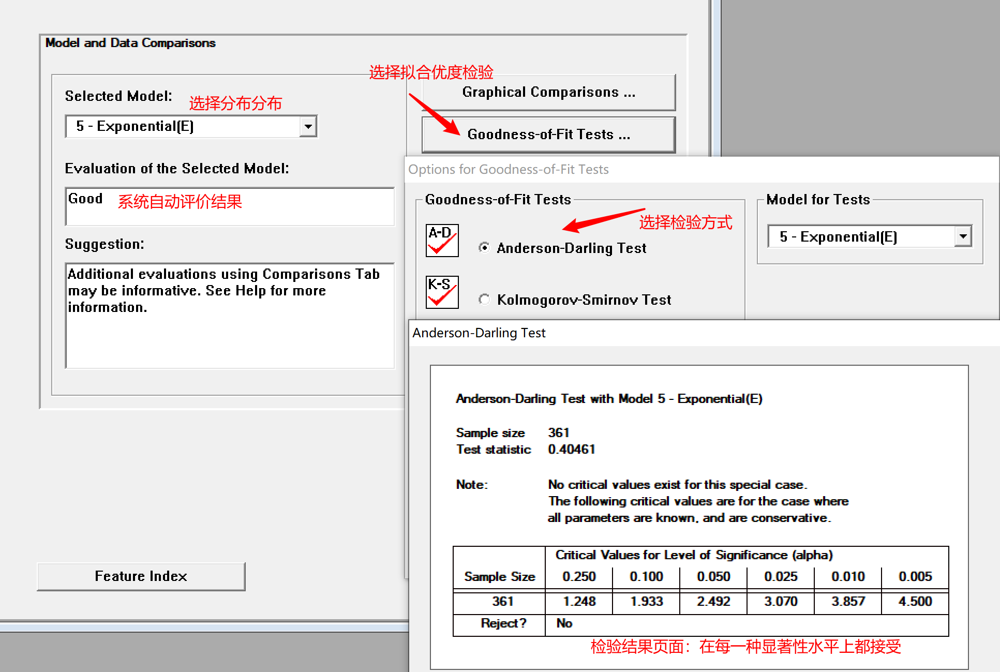 Model and Data Comparisons
选择拟合优度检验
Graphical Comparisons ...
Selected Model:
选择分布分布
5 - Exponential(E)
Goodness-of-Fit Tests ...
Evaluation of the Selected Model:
Good
系统自动评价结果
Suggestion:
Additional evaluations using Comparisons Tab
may be informative. See Help for more
information.
Feature Index
Options for Goodness-of-Fit Tests
Goodness-of-Fit Tests
选择检验方式
A-D
Anderson-Darling Test
K-S
Kolmogorov-Smirnov Test
Model for Tests
5 - Exponential(E)
Anderson-Darling Test
Anderson-Darling Test with Model 5 - Exponential(E)
Sample size 361
Test statistic 0.40461
Note: No critical values exist for this special case.
The following critical values are for the case where
all parameters are known, and are conservative.
Critical Values for Level of Significance (alpha)
Sample Size 0.250 0.100 0.050 0.025 0.010 0.005
361 1.248 1.933 2.492 3.070 3.857 4.500
Reject? No
检验结果页面：在每一种显著性水平上都接受